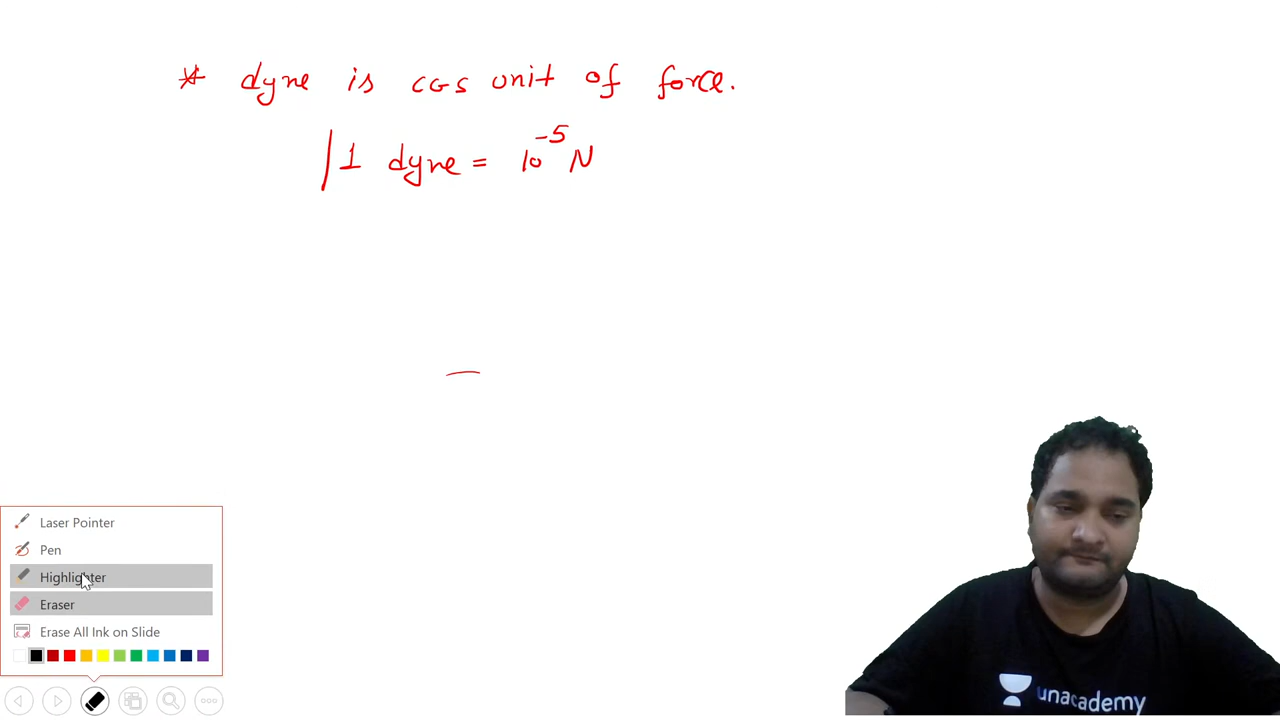 * dyne is CGS unit of force.
1 dyne = 10⁻⁵ N
Laser Pointer
Pen
Highlighter
Eraser
Erase All Ink on Slide
unacademy